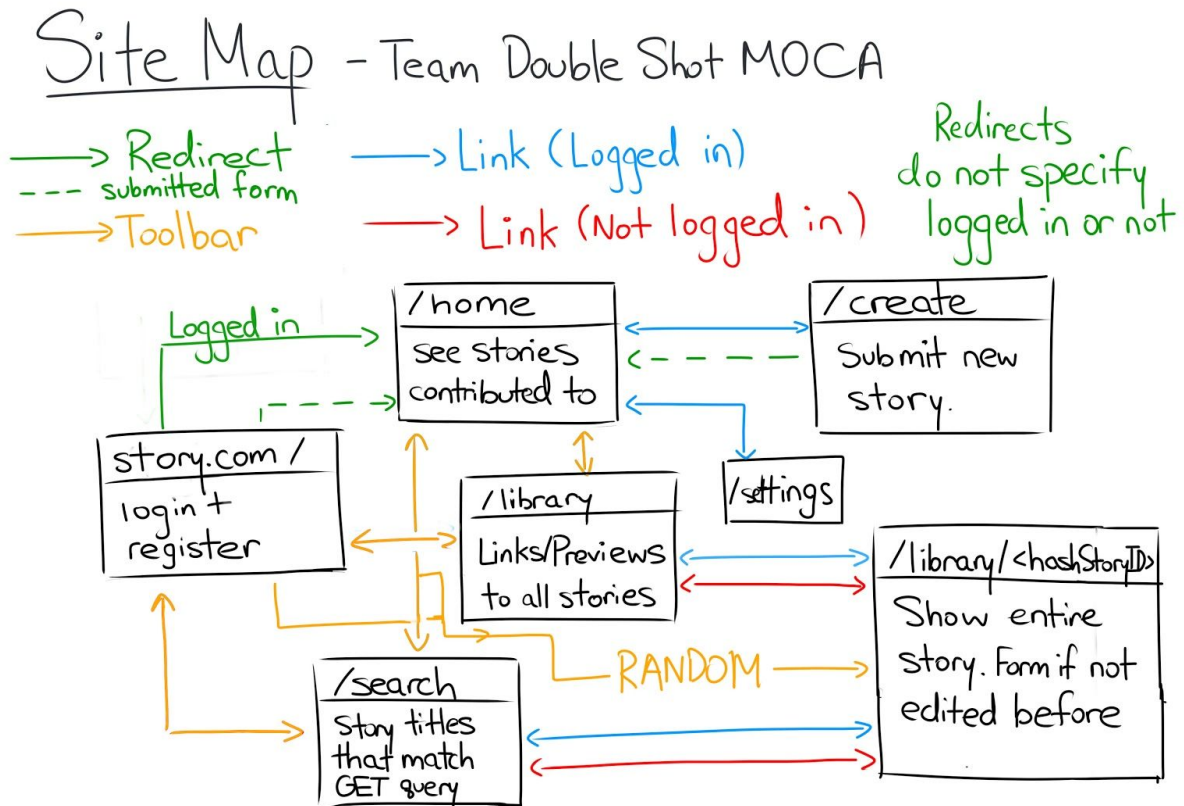 Site Map - Team Double Shot MOCA
Redirect
submitted form
Toolbar
Link (Logged in)
Link (Not logged in)
Redirects
do not specify
logged in or not
Logged in
/home
see stories
contributed to
/create
Submit new
story.
story.com/
login +
register
/library
Links/Previews
to all stories
/settings
/library/<hashStoryID>
Show entire
story. Form if not
edited before
RANDOM
/search
Story titles
that match
GET query